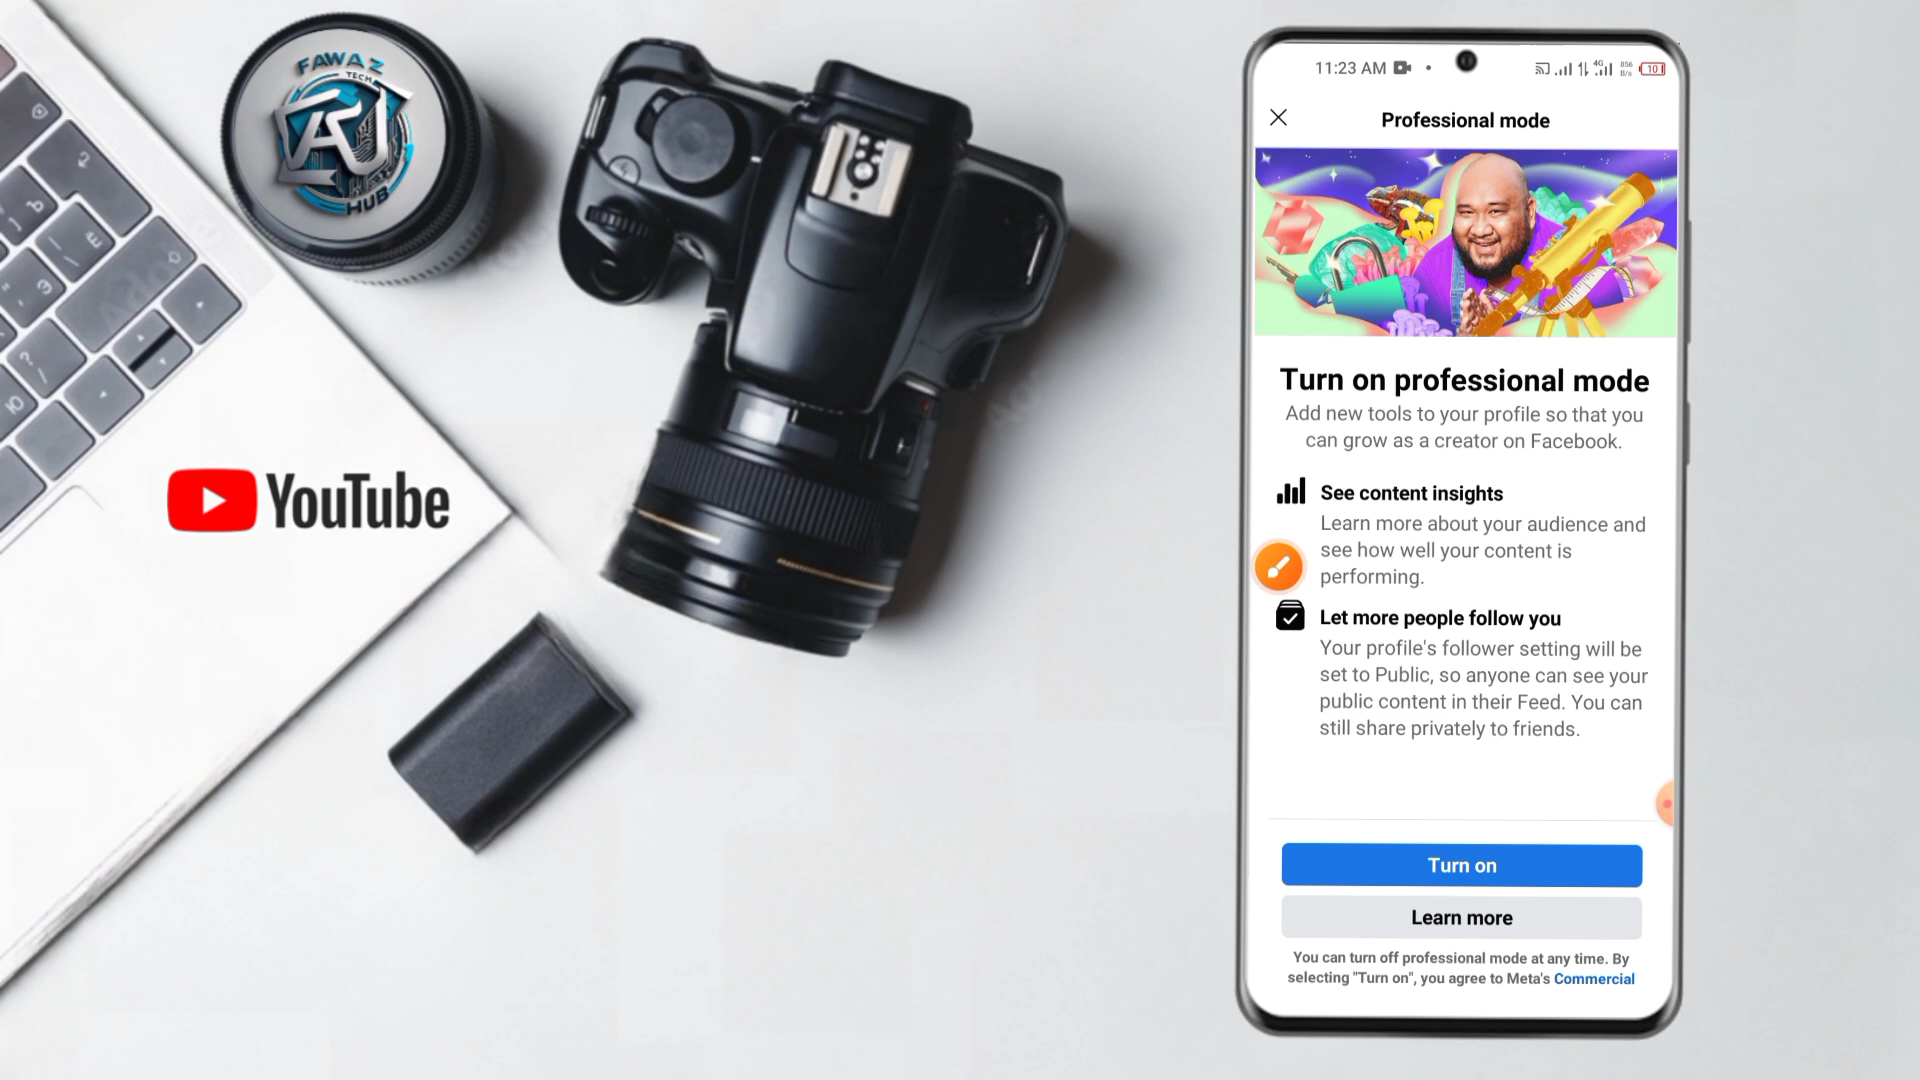 FAWAZ
TECH
HUB
YouTube
11:23 AM
4G
856
B/s
10
Professional mode
Turn on professional mode
Add new tools to your profile so that you
can grow as a creator on Facebook.
See content insights
Learn more about your audience and
see how well your content is
performing.
Let more people follow you
Your profile's follower setting will be
set to Public, so anyone can see your
public content in their Feed. You can
still share privately to friends.
Turn on
Learn more
You can turn off professional mode at any time. By
selecting "Turn on", you agree to Meta's Commercial